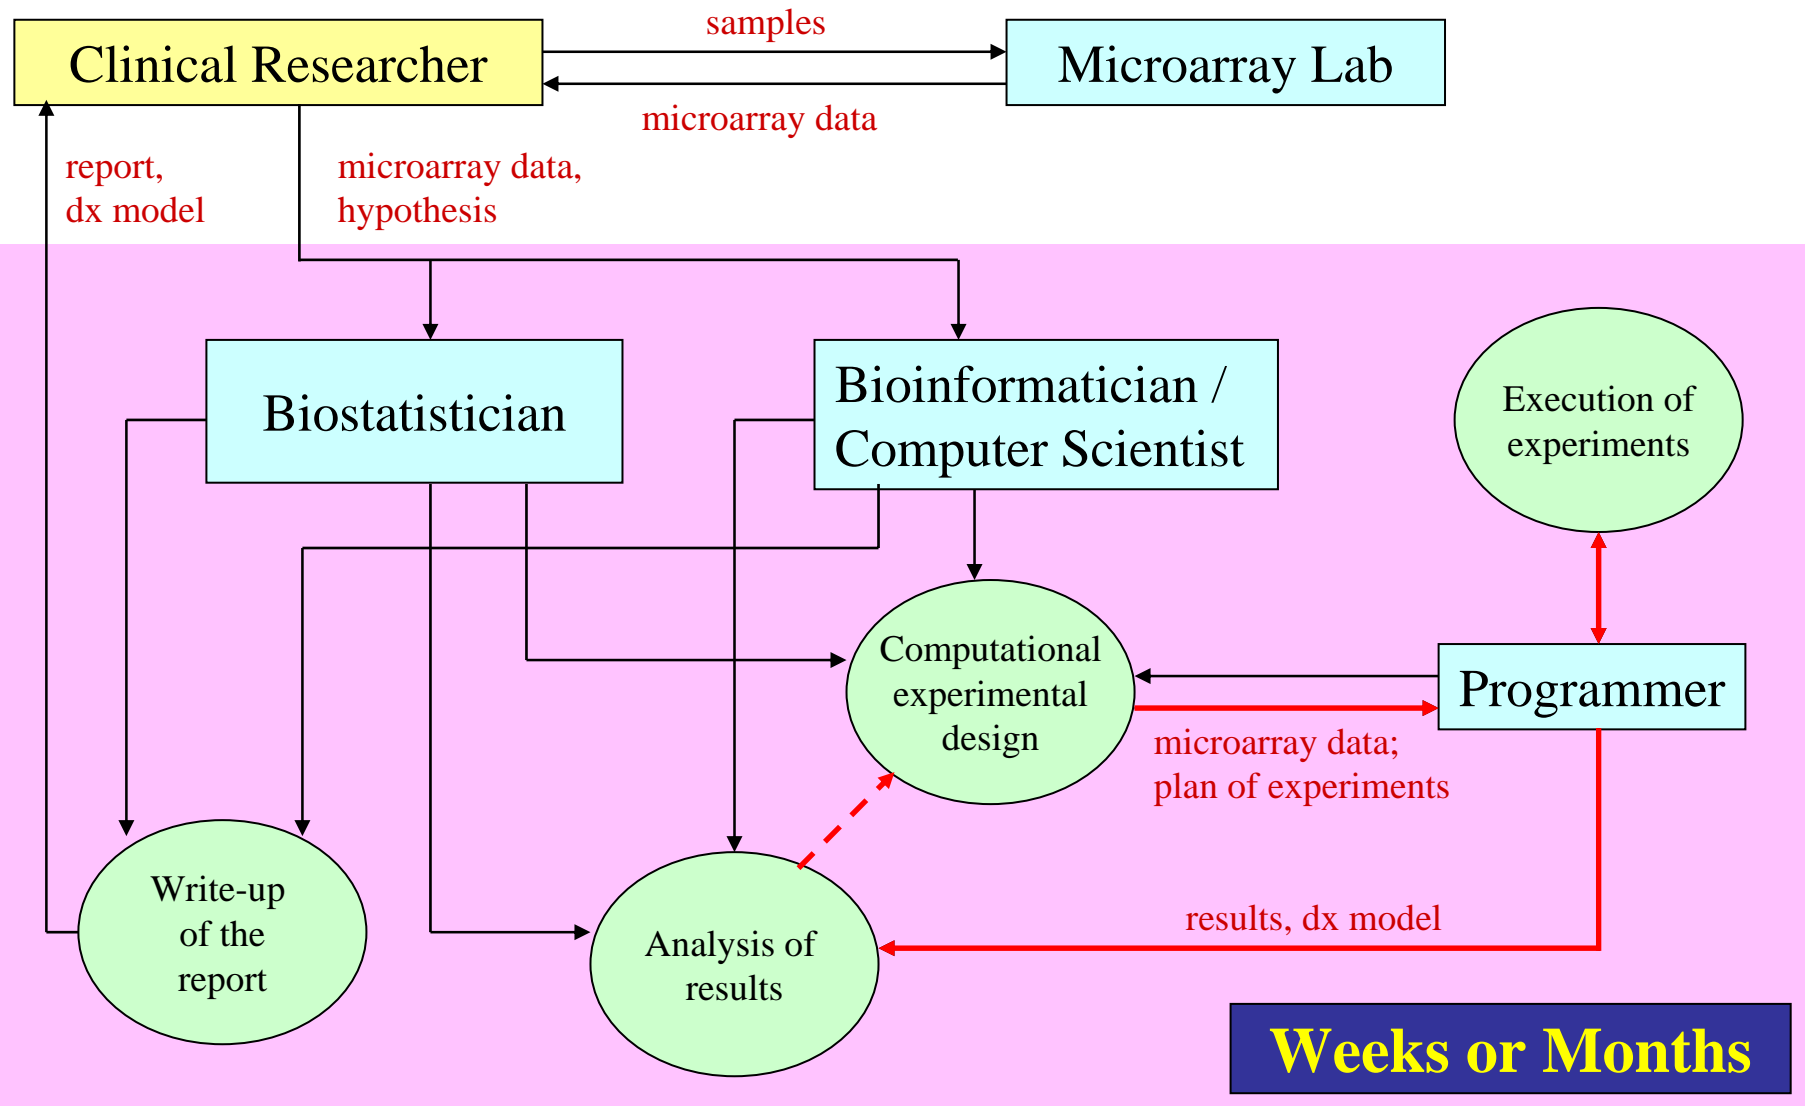 samples
Clinical Researcher
Microarray Lab
microarray data
report,
dx model
microarray data,
hypothesis
Biostatistician
Bioinformatician /
Computer Scientist
Execution of
experiments
Computational
experimental
design
Programmer
microarray data;
plan of experiments
Write-up
of the
report
Analysis of
results
results, dx model
Weeks or Months